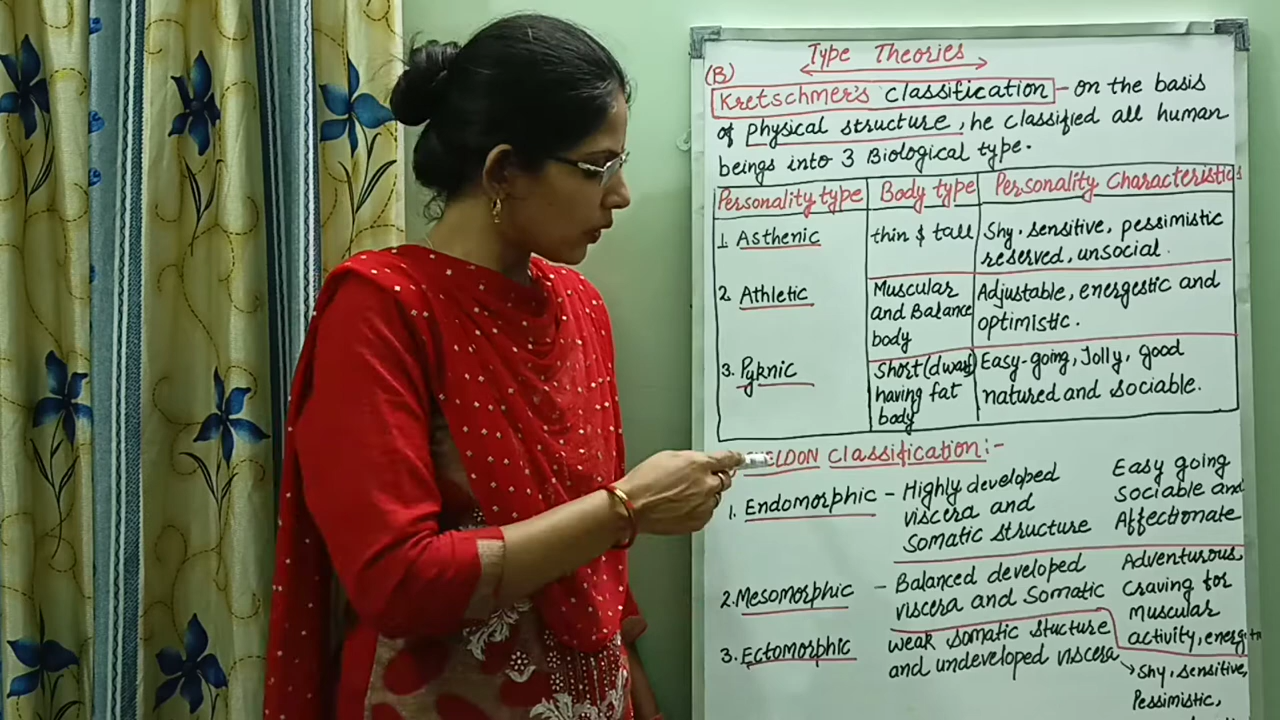 Type Theories
(B)
Kretschmer's Classification - on the basis
of physical structure, he classified all human
beings into 3 Biological type.
Personality type Body type Personality Characteristics
1. Asthenic thin & tall Shy, sensitive, pessimistic
reserved, unsocial.
2. Athletic Muscular Adjustable, energestic and
and Balance optimistic.
body
3. Pyknic Short (dwarf) Easy-going, Jolly, good
having fat natured and sociable.
body
ELDON Classification:-
1. Endomorphic - Highly developed Easy going
viscera and Sociable and
Somatic structure Affectionate
2. Mesomorphic - Balanced developed Adventurous,
viscera and Somatic Craving for
muscular
3. Ectomorphic weak Somatic Stucture activity,
and undeveloped viscera Shy, sensitive,
Pessimistic,